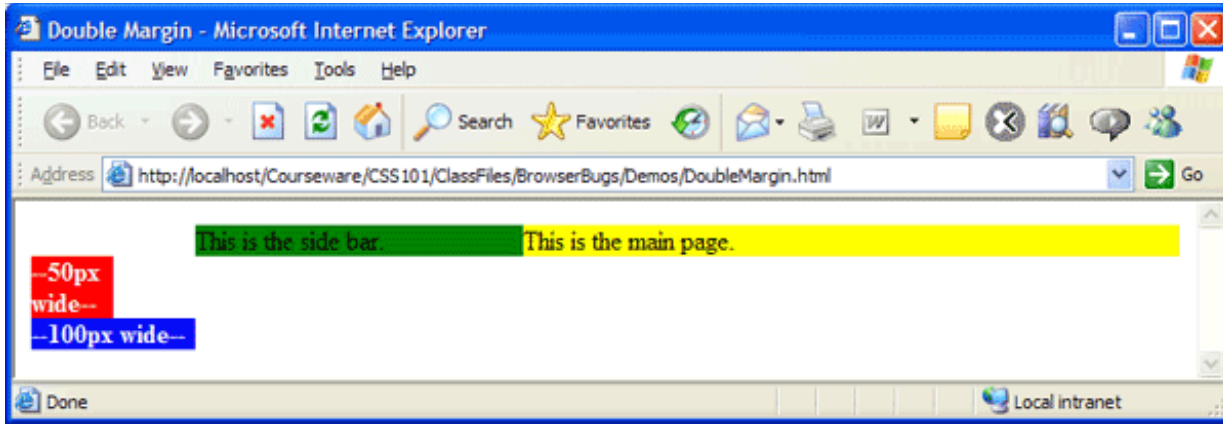 Double Margin - Microsoft Internet Explorer
File Edit View Favorites Tools Help
Back Search Favorites W
Address http://localhost/Courseware/CSS101/ClassFiles/BrowserBugs/Demos/DoubleMargin.html Go
This is the side bar. This is the main page.
--50px
wide--
--100px wide--
Done Local intranet